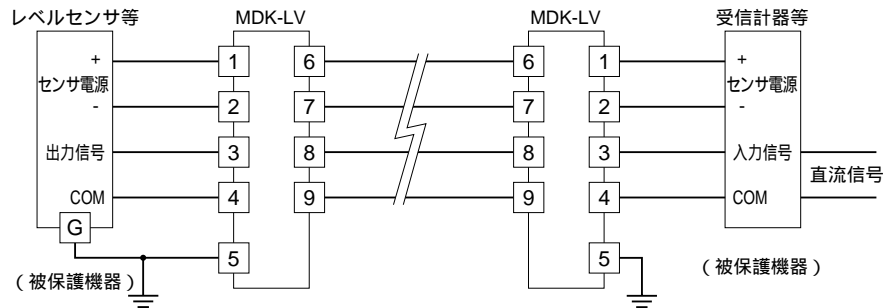 レベルセンサ等 MDK-LV MDK-LV 受信計器等
+ 1 6 6 1 +
センサ電源 センサ電源
- 2 7 7 2 -
出力信号 3 8 8 3 入力信号
直流信号
COM 4 9 9 4 COM
G
5 5
(被保護機器) (被保護機器)